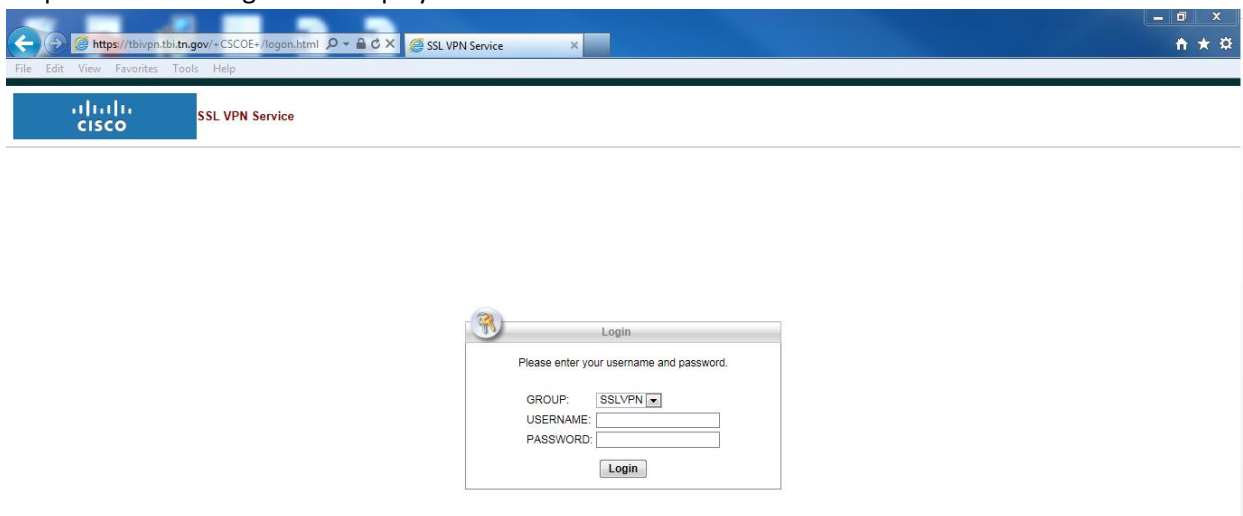 https://tbivpn.tbi.tn.gov/+CSCOE+/logon.html
SSL VPN Service
File Edit View Favorites Tools Help
CISCO
SSL VPN Service
Login
Please enter your username and password.
GROUP: SSLVPN
USERNAME:
PASSWORD:
Login